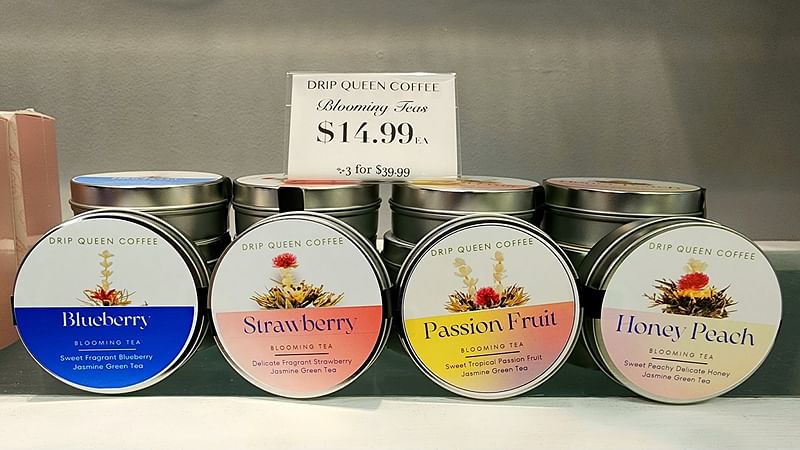 DRIP QUEEN COFFEE
Blooming Teas
$14.99EA
3 for $39.99
DRIP QUEEN COFFEE
Blueberry
BLOOMING TEA
Sweet Fragrant Blueberry
Jasmine Green Tea
DRIP QUEEN COFFEE
Strawberry
BLOOMING TEA
Delicate Fragrant Strawberry
Jasmine Green Tea
DRIP QUEEN COFFEE
Passion Fruit
BLOOMING TEA
Sweet Tropical Passion Fruit
Jasmine Green Tea
DRIP QUEEN COFFEE
Honey Peach
BLOOMING TEA
Sweet Peachy Delicate Honey
Jasmine Green Tea